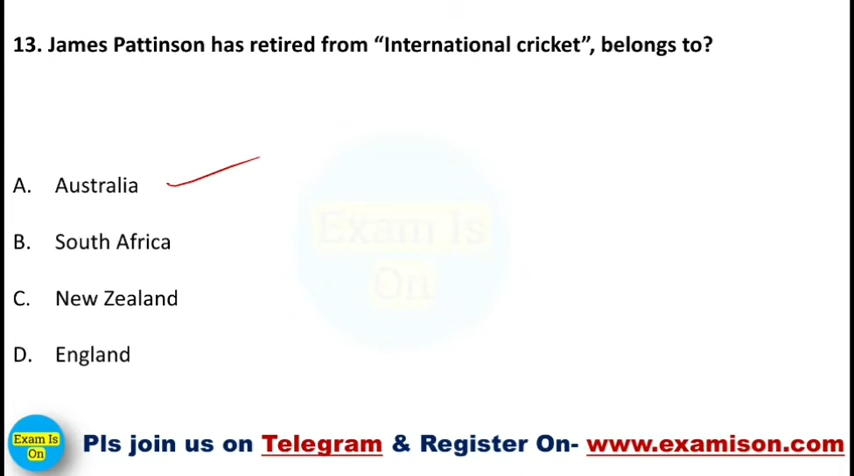 13. James Pattinson has retired from “International cricket”, belongs to?
A. Australia
B. South Africa
C. New Zealand
D. England
Exam Is
On
Exam Is
On
Pls join us on Telegram & Register On- www.examison.com